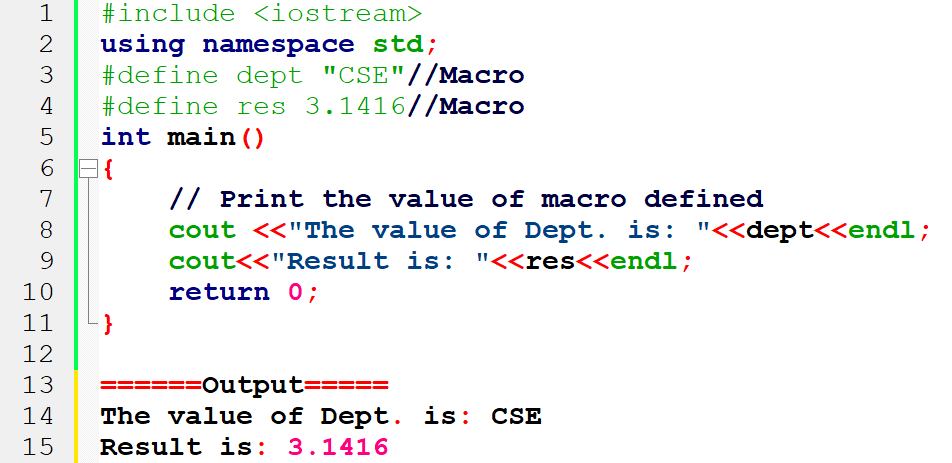 1 #include <iostream>
2 using namespace std;
3 #define dept "CSE"//Macro
4 #define res 3.1416//Macro
5 int main()
6 {
7 // Print the value of macro defined
8 cout <<"The value of Dept. is: "<<dept<<endl;
9 cout<<"Result is: "<<res<<endl;
10 return 0;
11 }
12
13 ======Output=====
14 The value of Dept. is: CSE
15 Result is: 3.1416